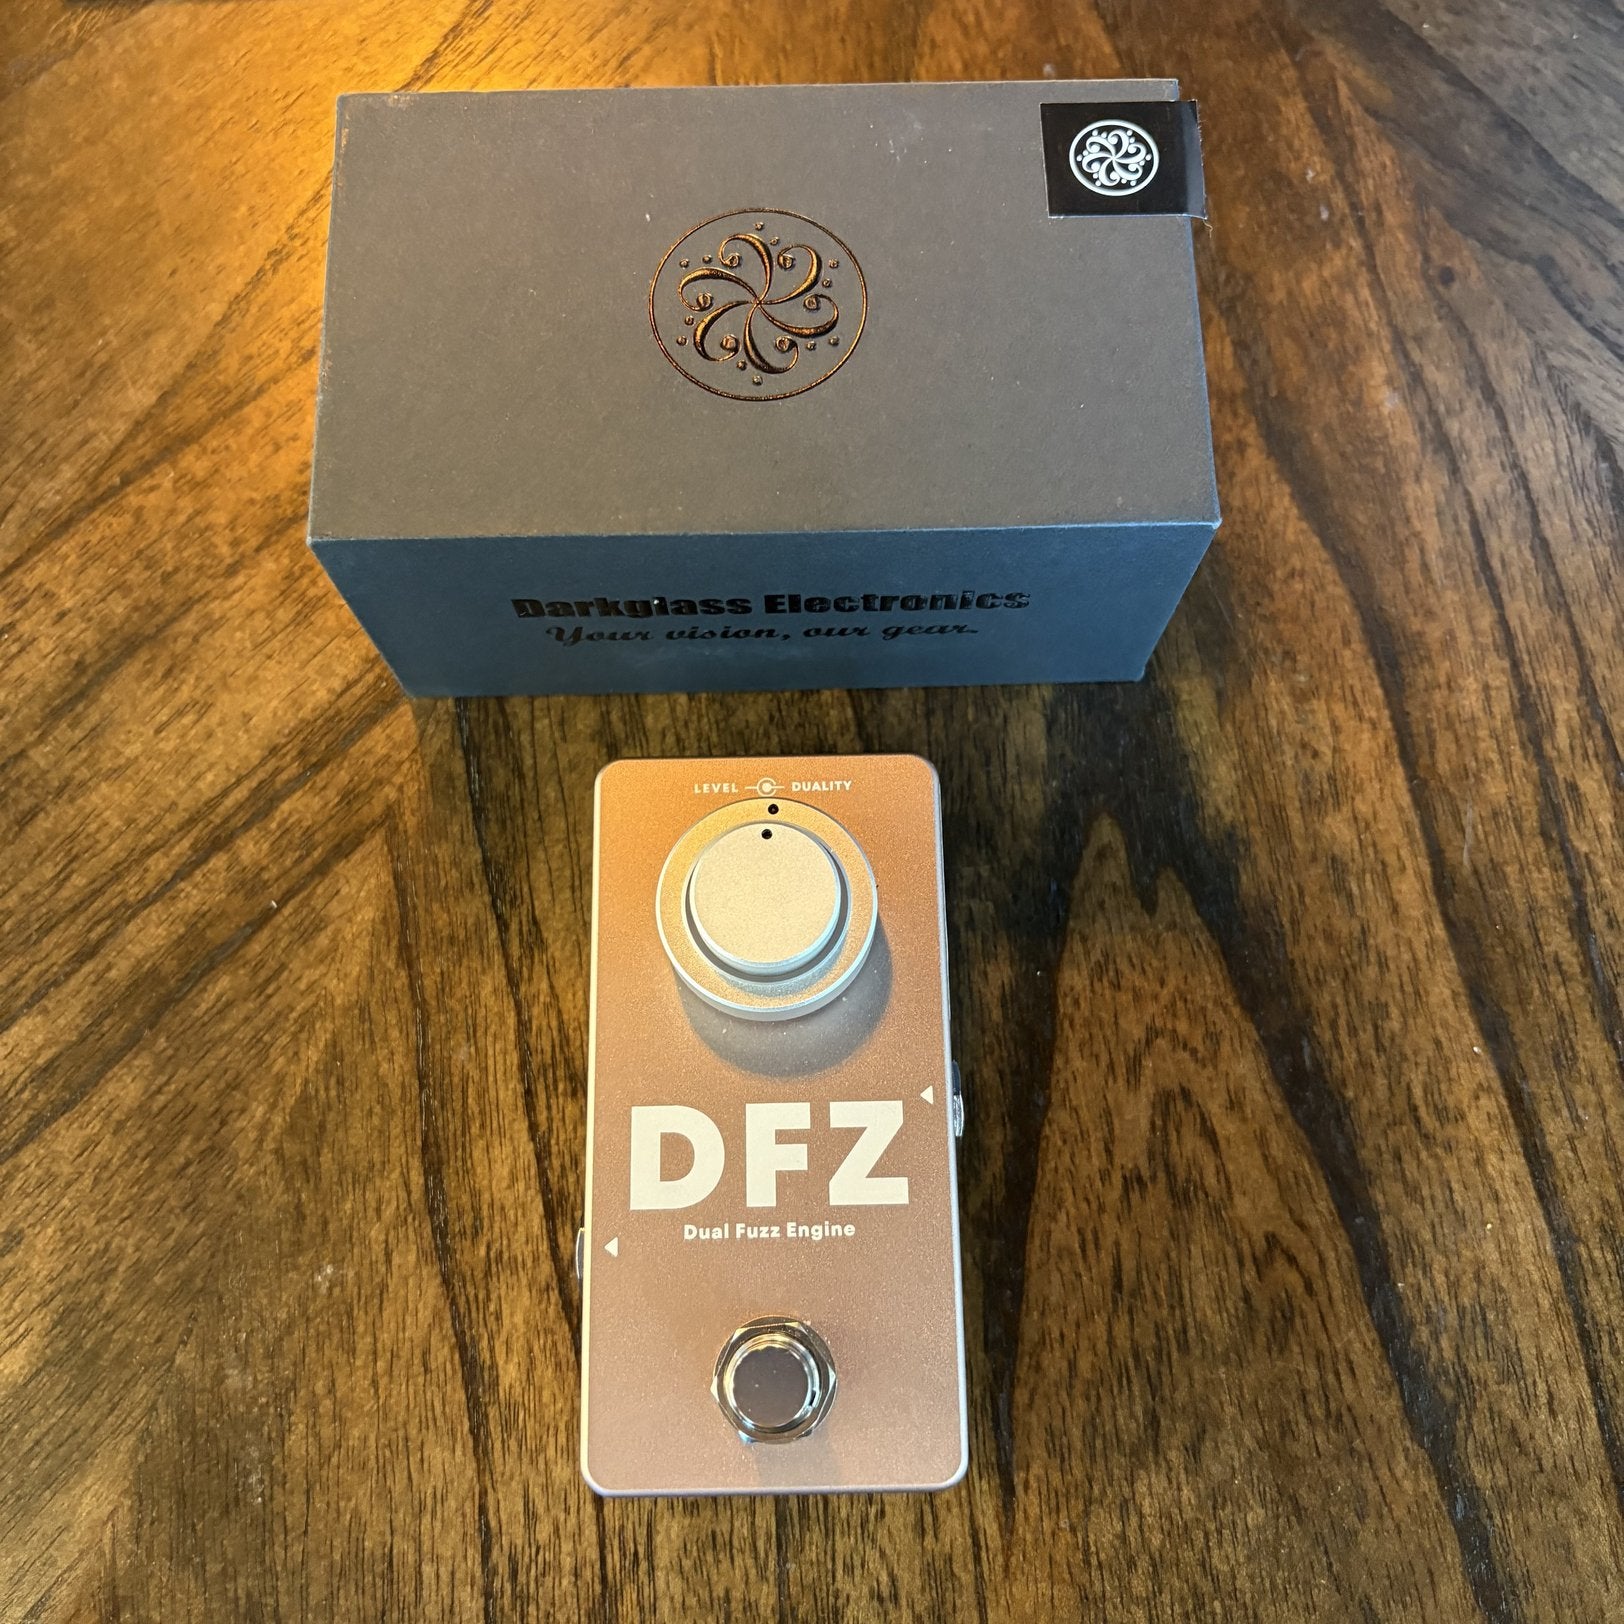 Darkglass Electronics
Your vision, our gear.
LEVEL DUALITY
DFZ
Dual Fuzz Engine